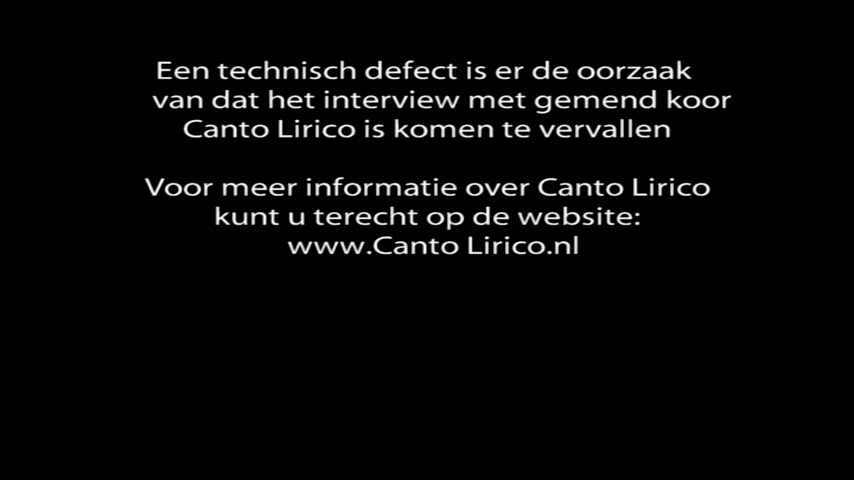 Een technisch defect is er de oorzaak
van dat het interview met gemend koor
Canto Lirico is komen te vervallen
Voor meer informatie over Canto Lirico
kunt u terecht op de website:
www.Canto Lirico.nl